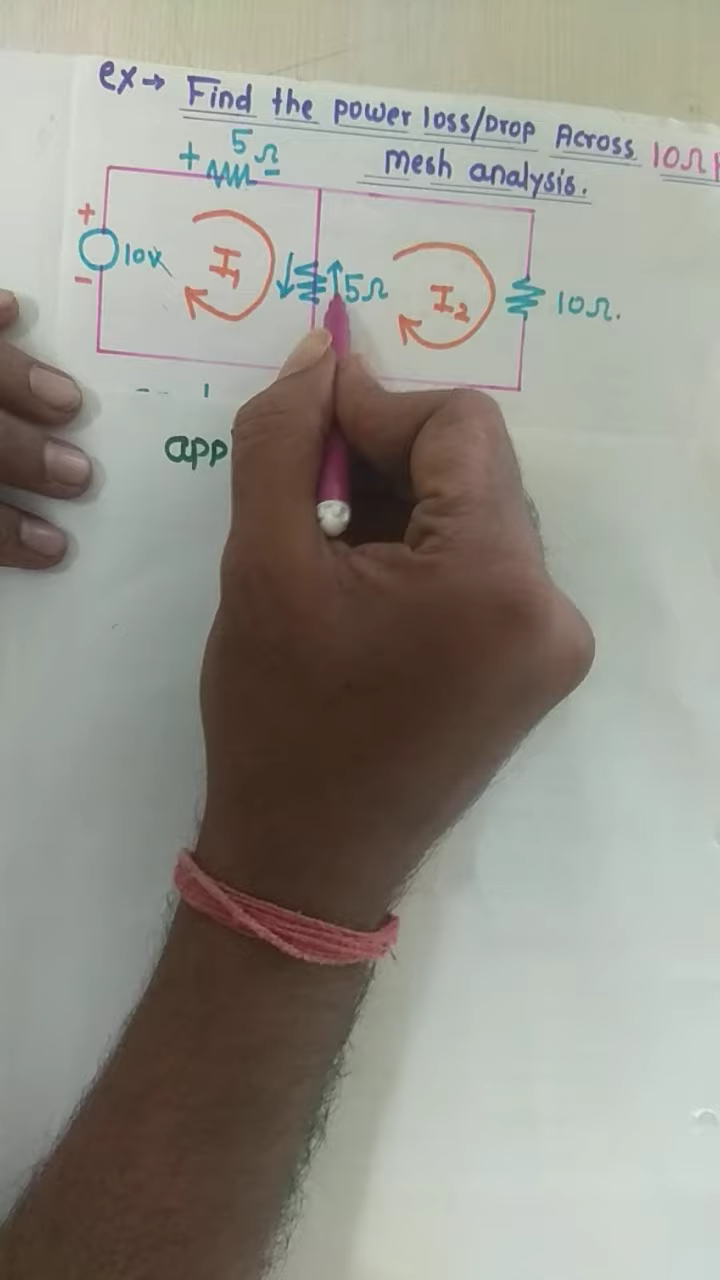 ex→ Find the power loss/Drop Across 10Ω
mesh analysis.
+ 5Ω -
+
10v
-
I1
5Ω
I2
10Ω.
app